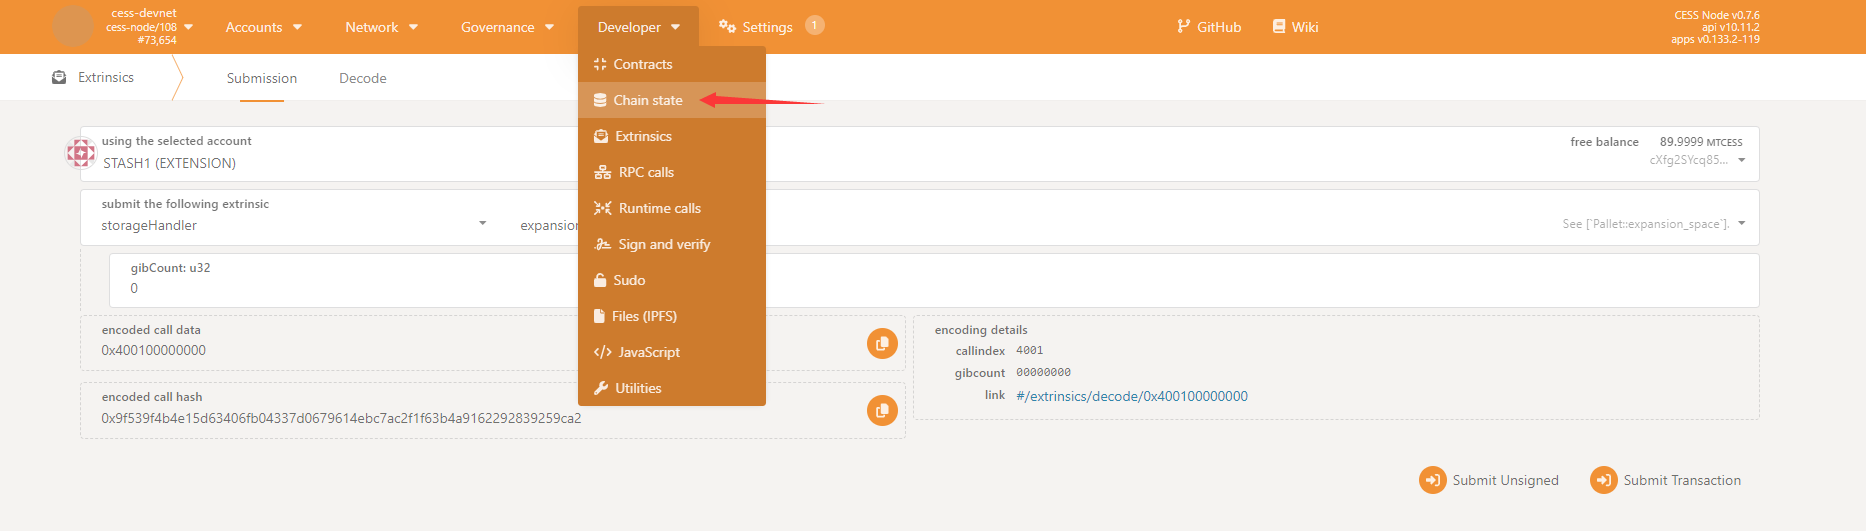 cess-devnet
cess-node/108
#73,654
Accounts
Network
Governance
Developer
Settings
1
GitHub
Wiki
CESS Node v0.7.6
api v10.11.2
apps v0.133.2-119
Extrinsics
Submission
Decode
Contracts
Chain state
Extrinsics
RPC calls
Runtime calls
Sign and verify
Sudo
Files (IPFS)
JavaScript
Utilities
using the selected account
STASH1 (EXTENSION)
free balance 89.9999 MTCESS
cXfg2SYcq85...
submit the following extrinsic
storageHandler
expansion
See [`Pallet::expansion_space`].
gibCount: u32
0
encoded call data
0x400100000000
encoded call hash
0x9f539f4b4e15d63406fb04337d0679614ebc7ac2f1f63b4a9162292839259ca2
encoding details
callindex 4001
gibcount 00000000
link #/extrinsics/decode/0x400100000000
Submit Unsigned
Submit Transaction